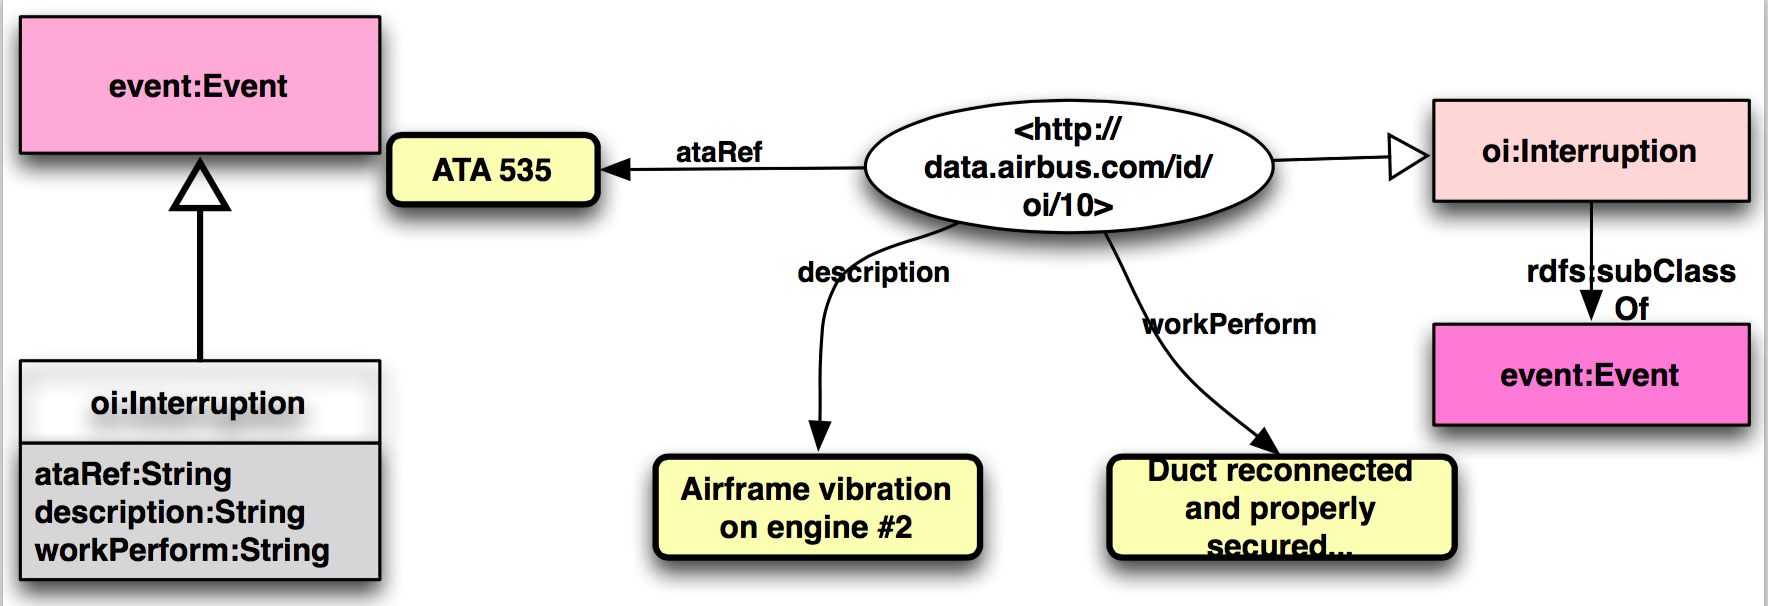 event:Event
oi:Interruption
ataRef:String
description:String
workPerform:String
ATA 535
ataRef
<http://
data.airbus.com/id/
oi/10>
description
workPerform
Airframe vibration
on engine #2
Duct reconnected
and properly
secured...
oi:Interruption
rdfs:subClass
Of
event:Event